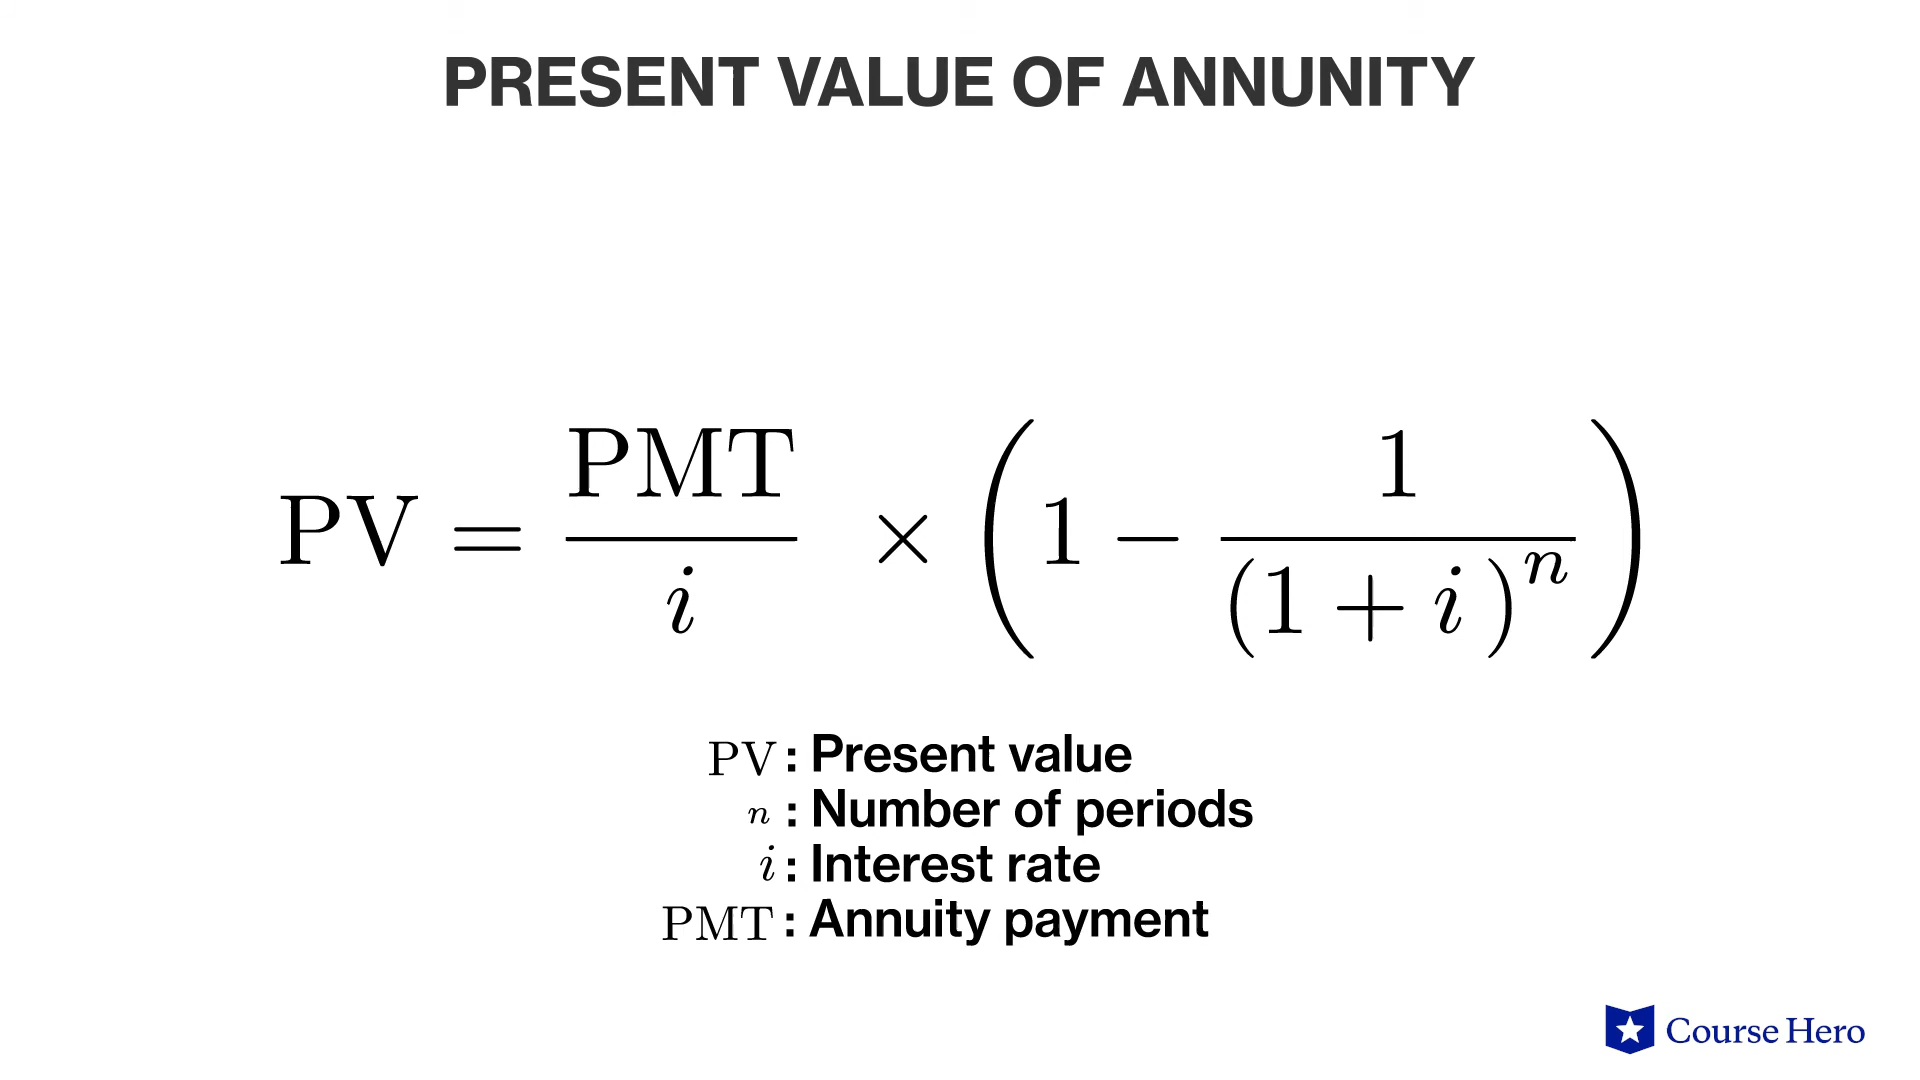 PRESENT VALUE OF ANNUNITY
PV = PMT / i × ( 1 − 1 / (1 + i)ⁿ )
PV : Present value
n : Number of periods
i : Interest rate
PMT : Annuity payment
Course Hero